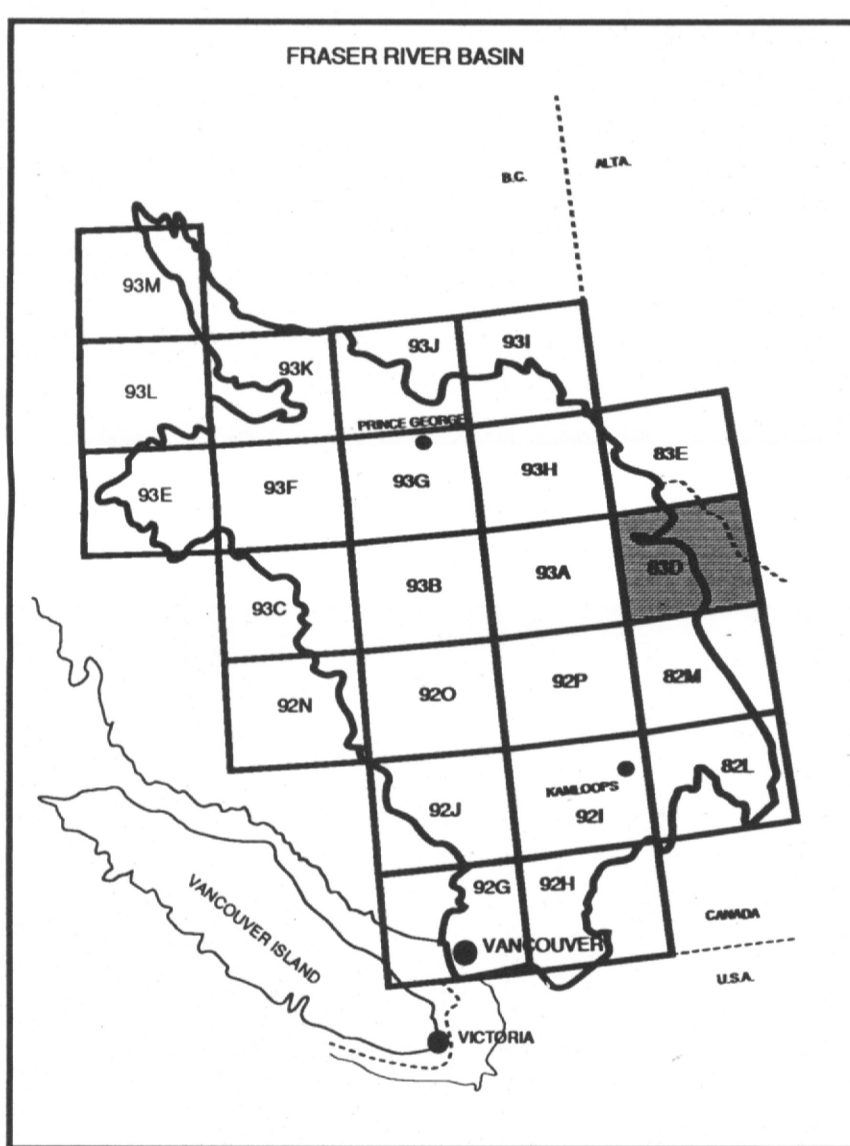 FRASER RIVER BASIN
B.C.
ALTA.
93M
93L
93K
93J
93I
PRINCE GEORGE
93E
93F
93G
93H
83E
93C
93B
93A
83D
92N
92O
92P
82M
92J
KAMLOOPS
92I
82L
92G
92H
VANCOUVER
CANADA
U.S.A.
VANCOUVER ISLAND
VICTORIA